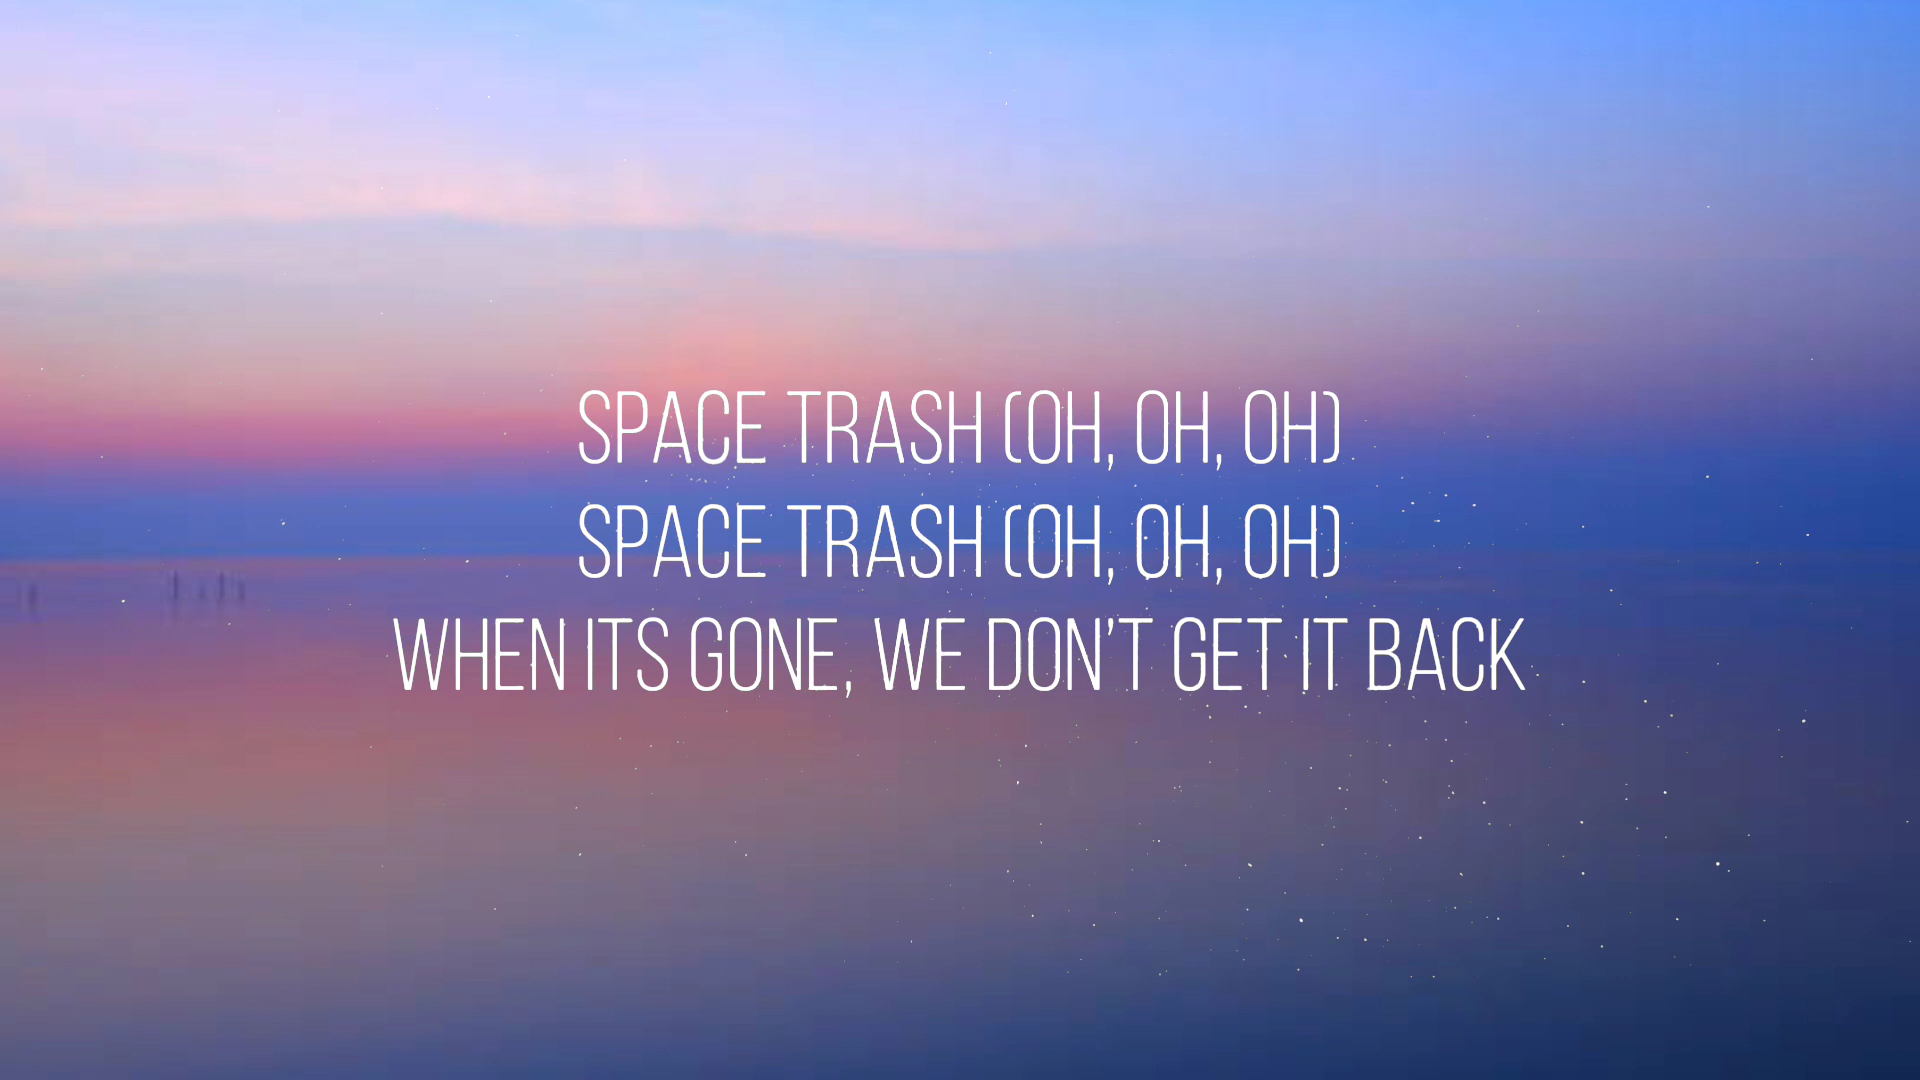 SPACE TRASH (OH, OH, OH)
SPACE TRASH (OH, OH, OH)
WHEN ITS GONE, WE DON'T GET IT BACK